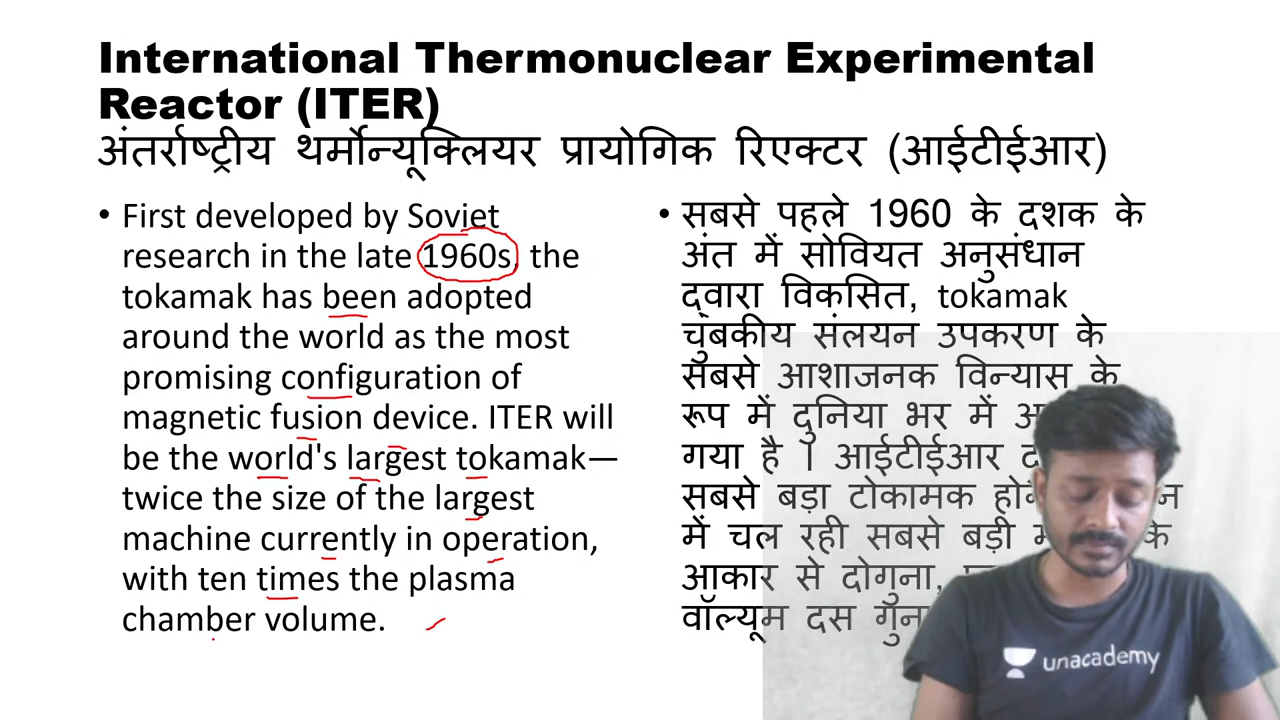 International Thermonuclear Experimental
Reactor (ITER)
अंतर्राष्ट्रीय थर्मोन्यूक्लियर प्रायोगिक रिएक्टर (आईटीईआर)
• First developed by Soviet
research in the late 1960s, the
tokamak has been adopted
around the world as the most
promising configuration of
magnetic fusion device. ITER will
be the world's largest tokamak—
twice the size of the largest
machine currently in operation,
with ten times the plasma
chamber volume.
• सबसे पहले 1960 के दशक के
अंत में सोवियत अनुसंधान
द्वारा विकसित, tokamak
चुंबकीय संलयन उपकरण के
सबसे आशाजनक विन्यास के
रूप में दुनिया भर में
गया है । आईटीईआर
सबसे बड़ा टोकामक
में चल रही सबसे बड़ी के
आकार से दोगुना,
वॉल्यूम दस
unacademy